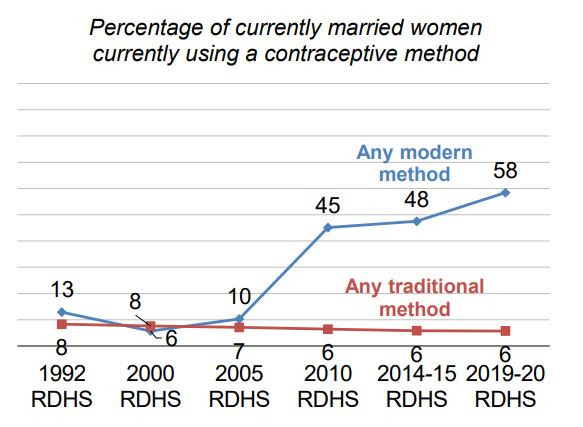 Percentage of currently married women
currently using a contraceptive method
Any modern
method
58
48
45
13
8
10
6
Any traditional
method
8
7
6
6
6
1992
RDHS
2000
RDHS
2005
RDHS
2010
RDHS
2014-15
RDHS
2019-20
RDHS